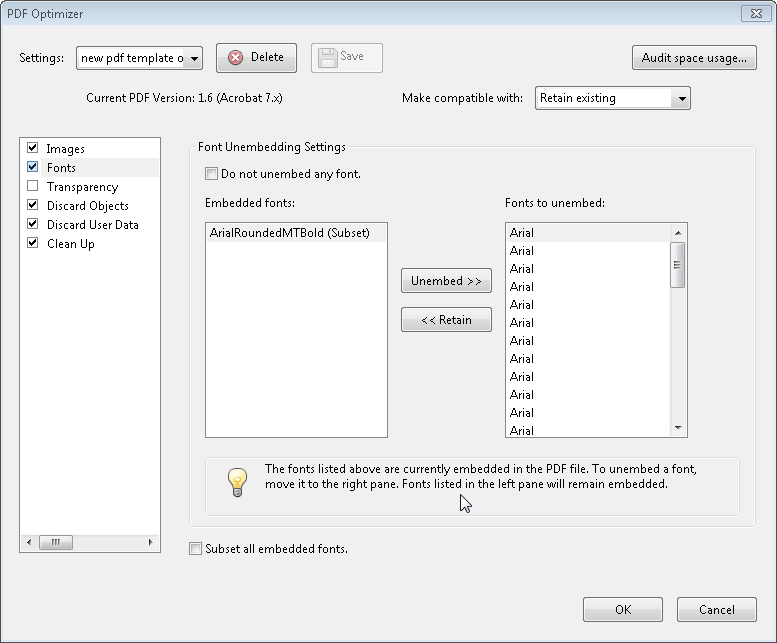 PDF Optimizer
Settings: new pdf template o Delete Save Audit space usage...
Current PDF Version: 1.6 (Acrobat 7.x) Make compatible with: Retain existing
Images
Fonts
Transparency
Discard Objects
Discard User Data
Clean Up
Font Unembedding Settings
Do not unembed any font.
Embedded fonts:
ArialRoundedMTBold (Subset)
Unembed >>
<< Retain
Fonts to unembed:
Arial
Arial
Arial
Arial
Arial
Arial
Arial
Arial
Arial
Arial
Arial
Arial
The fonts listed above are currently embedded in the PDF file. To unembed a font,
move it to the right pane. Fonts listed in the left pane will remain embedded.
Subset all embedded fonts.
OK Cancel